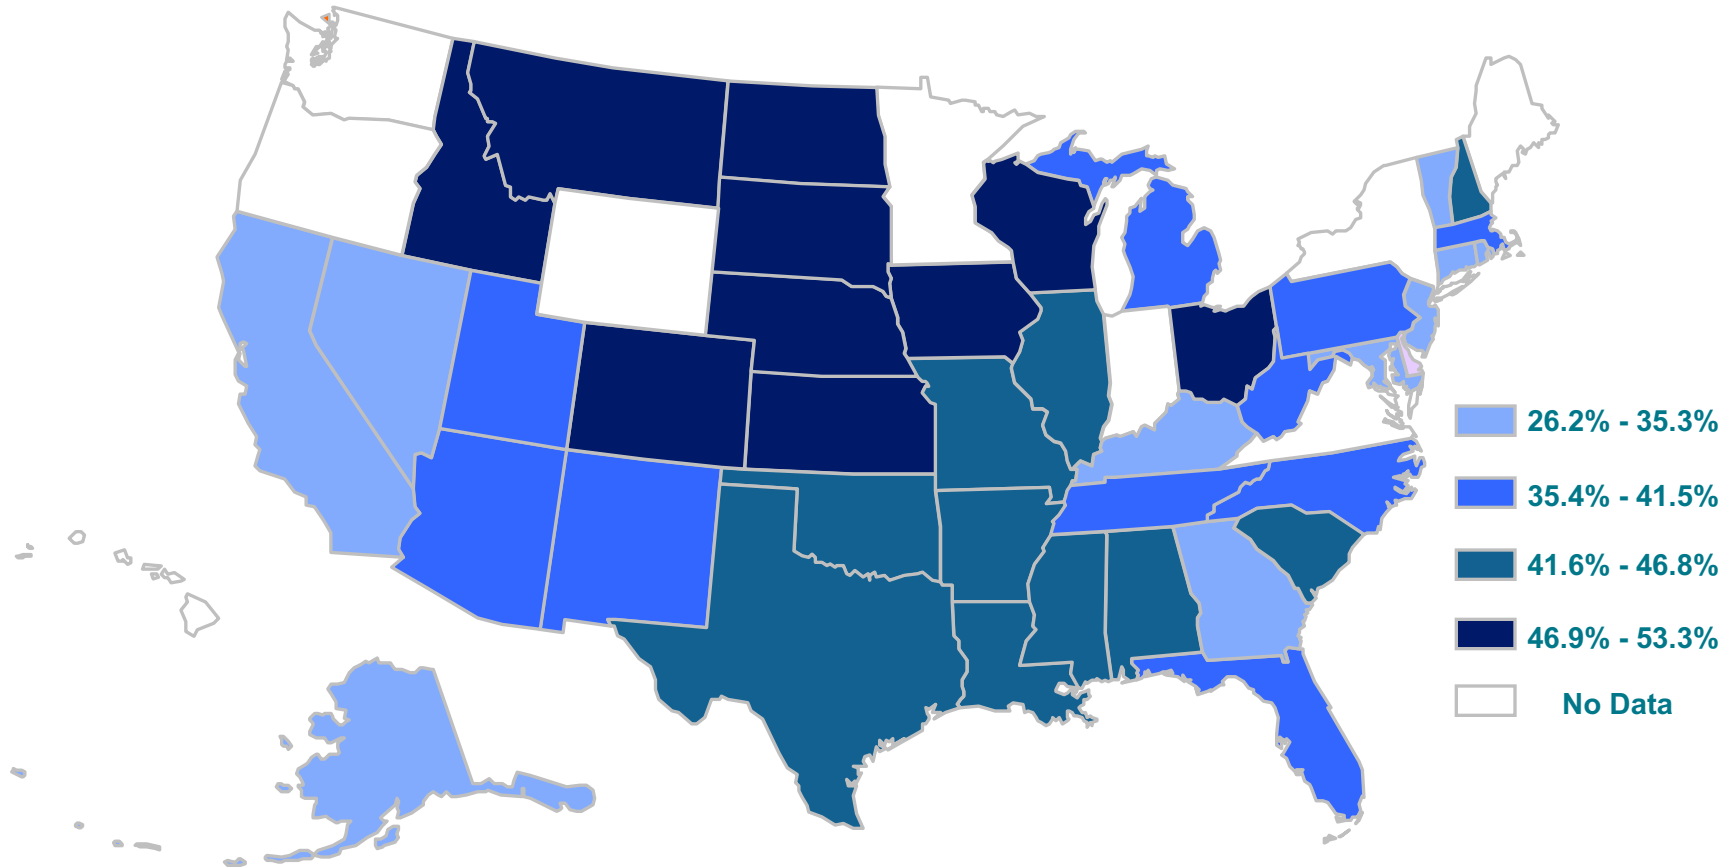 26.2% - 35.3%
35.4% - 41.5%
41.6% - 46.8%
46.9% - 53.3%
No Data